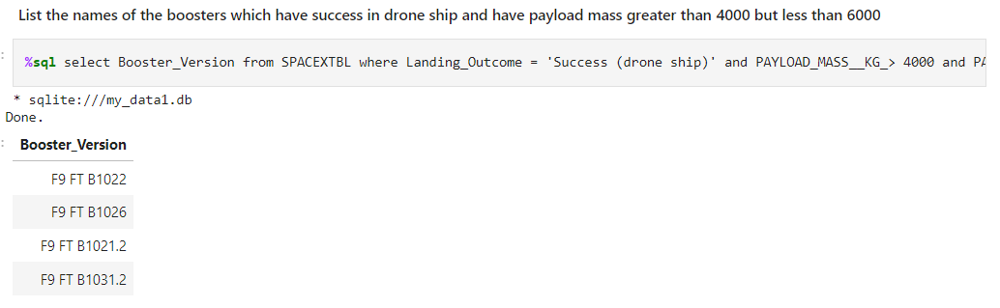 List the names of the boosters which have success in drone ship and have payload mass greater than 4000 but less than 6000
: %sql select Booster_Version from SPACEXTBL where Landing_Outcome = 'Success (drone ship)' and PAYLOAD_MASS__KG_> 4000 and PA
* sqlite:///my_data1.db
Done.
: Booster_Version
F9 FT B1022
F9 FT B1026
F9 FT B1021.2
F9 FT B1031.2